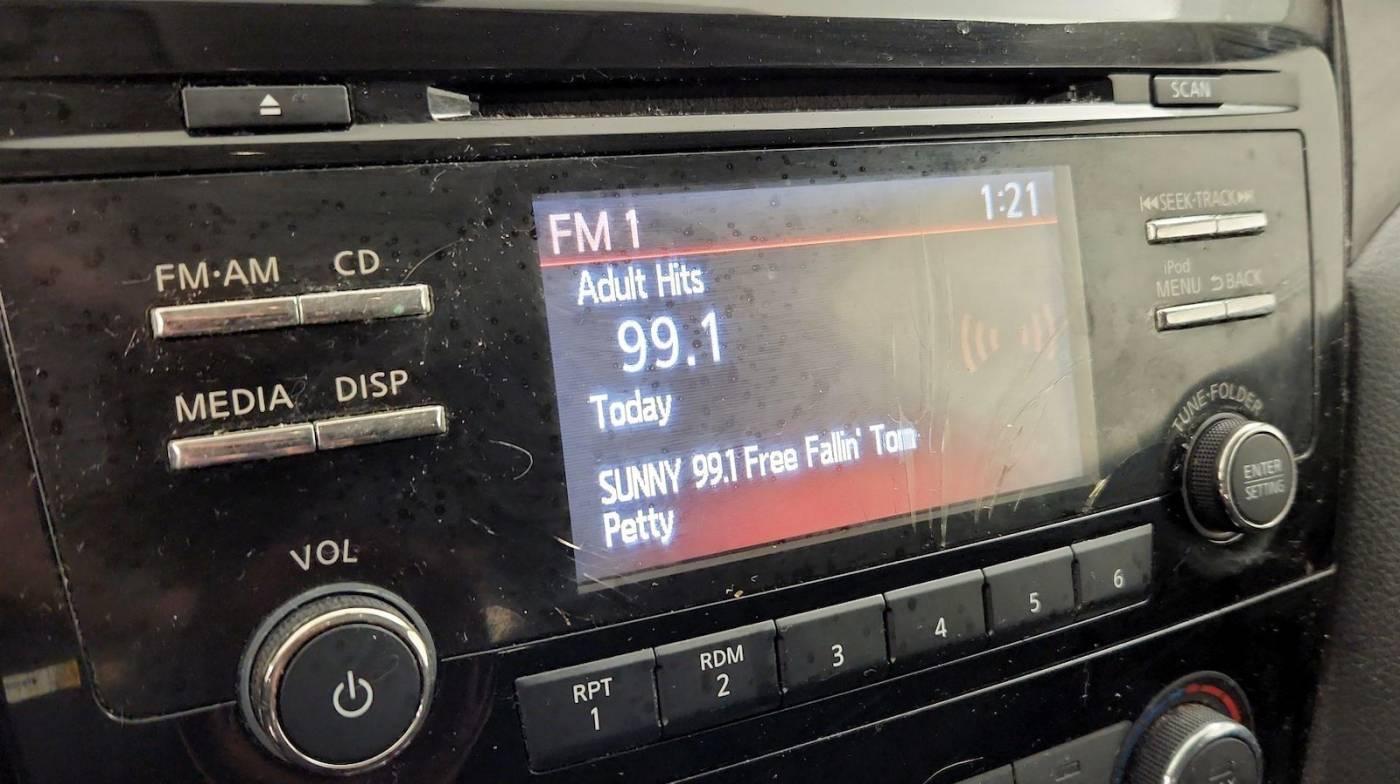 SCAN
FM 1 1:21
Adult Hits
99.1
Today
SUNNY 99.1 Free Fallin' Tom
Petty
FM·AM CD
MEDIA DISP
VOL
SEEK·TRACK
iPod
MENU BACK
TUNE·FOLDER
ENTER
SETTING
RPT
1
RDM
2
3
4
5
6